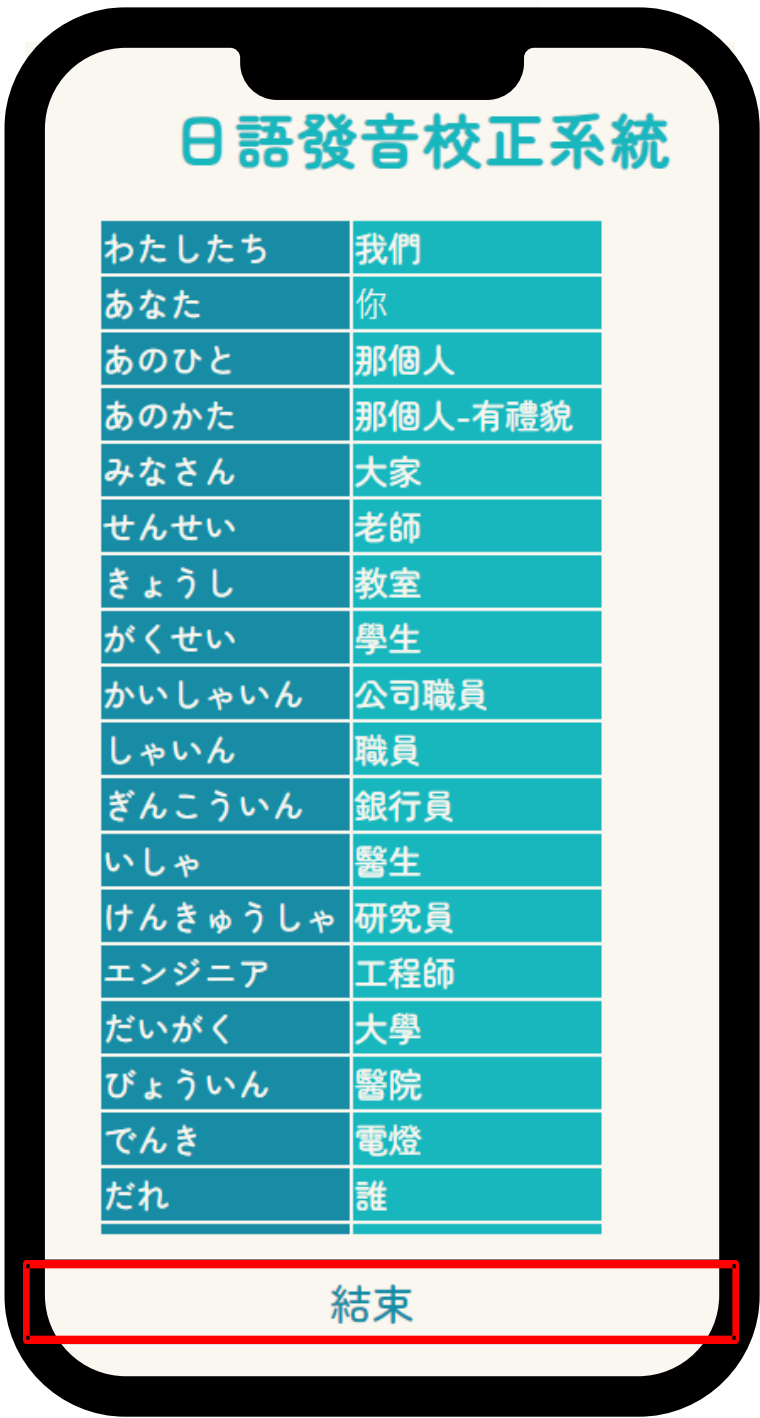 日語發音校正系統
わたしたち 我們
あなた 你
あのひと 那個人
あのかた 那個人-有禮貌
みなさん 大家
せんせい 老師
きょうし 教室
がくせい 學生
かいしゃいん 公司職員
しゃいん 職員
ぎんこういん 銀行員
いしゃ 醫生
けんきゅうしゃ 研究員
エンジニア 工程師
だいがく 大學
びょういん 醫院
でんき 電燈
だれ 誰
結束